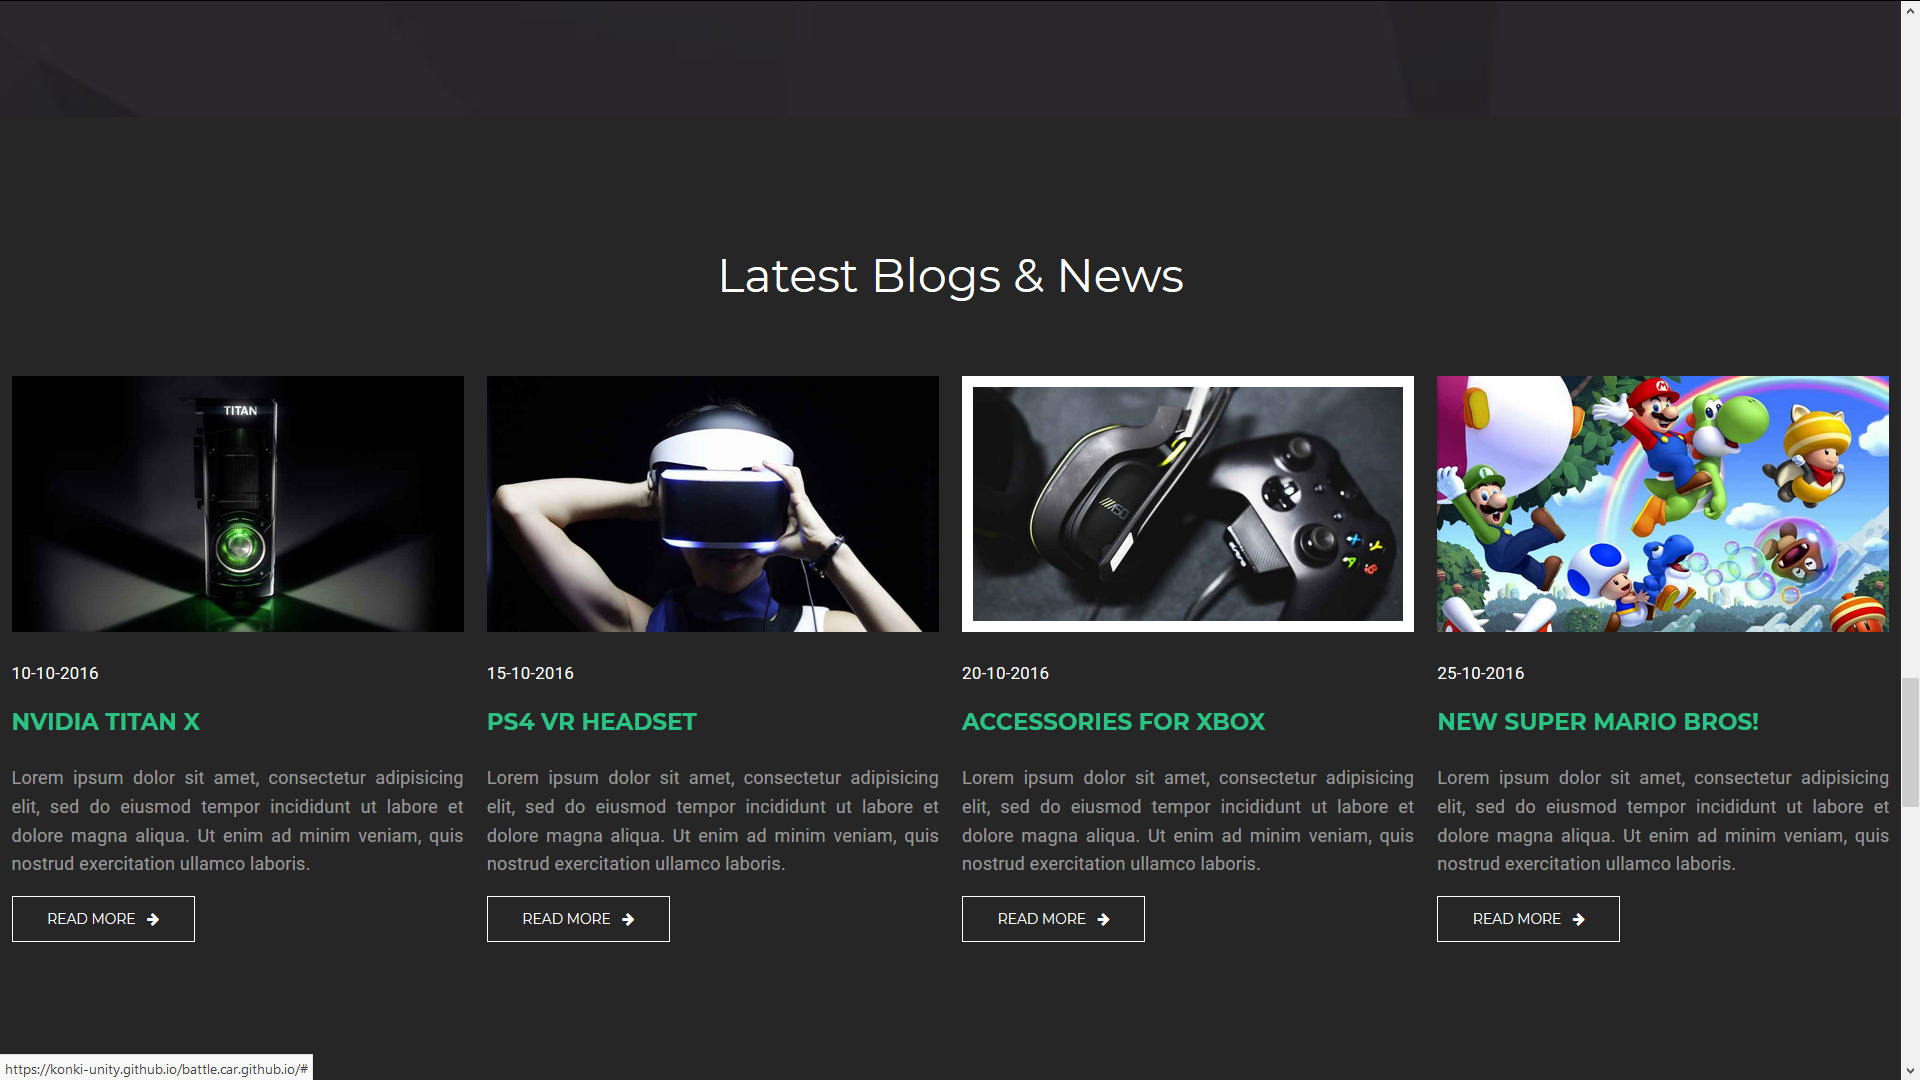 Latest Blogs & News
TITAN
A50
X
Y
A
B
10-10-2016
NVIDIA TITAN X
Lorem ipsum dolor sit amet, consectetur adipisicing
elit, sed do eiusmod tempor incididunt ut labore et
dolore magna aliqua. Ut enim ad minim veniam, quis
nostrud exercitation ullamco laboris.
READ MORE
15-10-2016
PS4 VR HEADSET
Lorem ipsum dolor sit amet, consectetur adipisicing
elit, sed do eiusmod tempor incididunt ut labore et
dolore magna aliqua. Ut enim ad minim veniam, quis
nostrud exercitation ullamco laboris.
READ MORE
20-10-2016
ACCESSORIES FOR XBOX
Lorem ipsum dolor sit amet, consectetur adipisicing
elit, sed do eiusmod tempor incididunt ut labore et
dolore magna aliqua. Ut enim ad minim veniam, quis
nostrud exercitation ullamco laboris.
READ MORE
25-10-2016
NEW SUPER MARIO BROS!
Lorem ipsum dolor sit amet, consectetur adipisicing
elit, sed do eiusmod tempor incididunt ut labore et
dolore magna aliqua. Ut enim ad minim veniam, quis
nostrud exercitation ullamco laboris.
READ MORE
https://konki-unity.github.io/battle.car.github.io/#